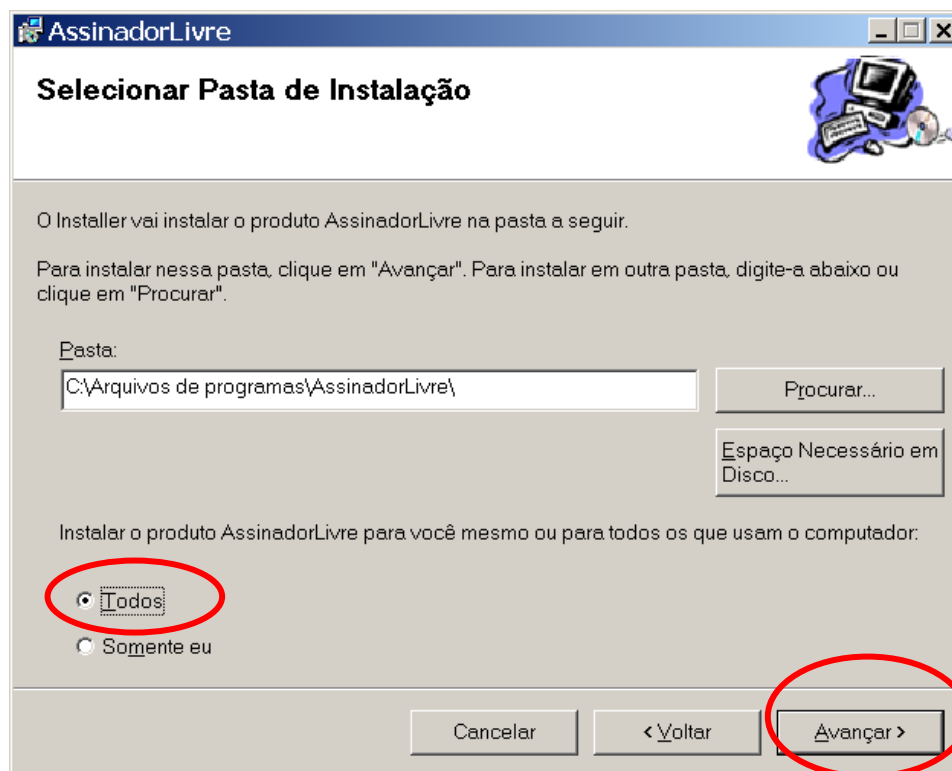 AssinadorLivre
Selecionar Pasta de Instalação
O Installer vai instalar o produto AssinadorLivre na pasta a seguir.
Para instalar nessa pasta, clique em "Avançar". Para instalar em outra pasta, digite-a abaixo ou
clique em "Procurar".
Pasta:
C:\Arquivos de programas\AssinadorLivre\
Procurar...
Espaço Necessário em
Disco...
Instalar o produto AssinadorLivre para você mesmo ou para todos os que usam o computador:
Todos
Somente eu
Cancelar
< Voltar
Avançar >